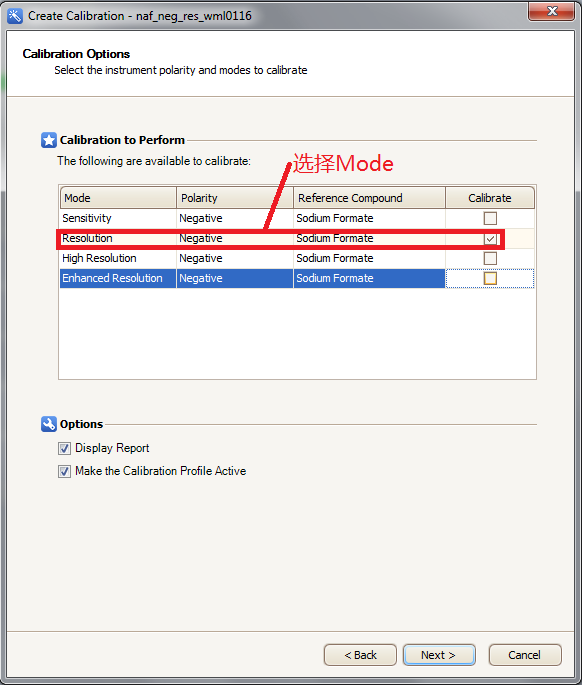 Create Calibration - naf_neg_res_wml0116
Calibration Options
Select the instrument polarity and modes to calibrate
Calibration to Perform
The following are available to calibrate:
选择Mode
Mode Polarity Reference Compound Calibrate
Sensitivity Negative Sodium Formate
Resolution Negative Sodium Formate
High Resolution Negative Sodium Formate
Enhanced Resolution Negative Sodium Formate
Options
Display Report
Make the Calibration Profile Active
< Back Next > Cancel